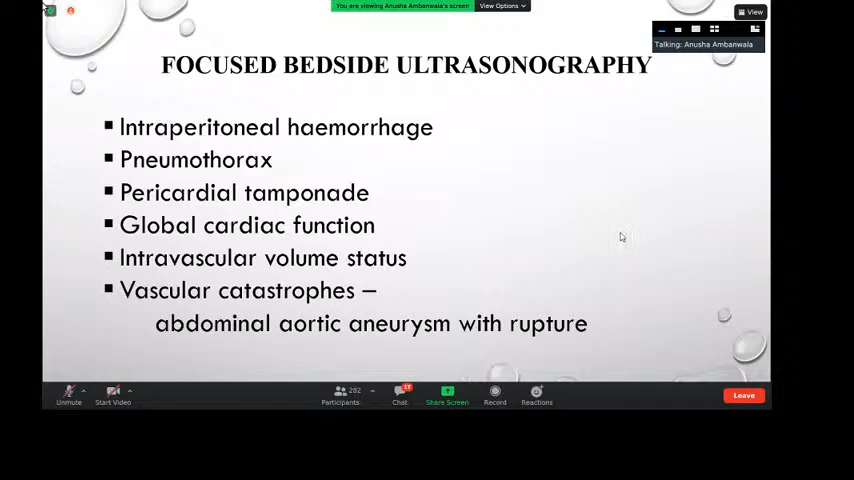 You are viewing Anusha Ambanwala's screen
View Options
View
Talking: Anusha Ambanwala
FOCUSED BEDSIDE ULTRASONOGRAPHY
▪ Intraperitoneal haemorrhage
▪ Pneumothorax
▪ Pericardial tamponade
▪ Global cardiac function
▪ Intravascular volume status
▪ Vascular catastrophes –
abdominal aortic aneurysm with rupture
Unmute
Start Video
282
Participants
17
Chat
Share Screen
Record
Reactions
Leave